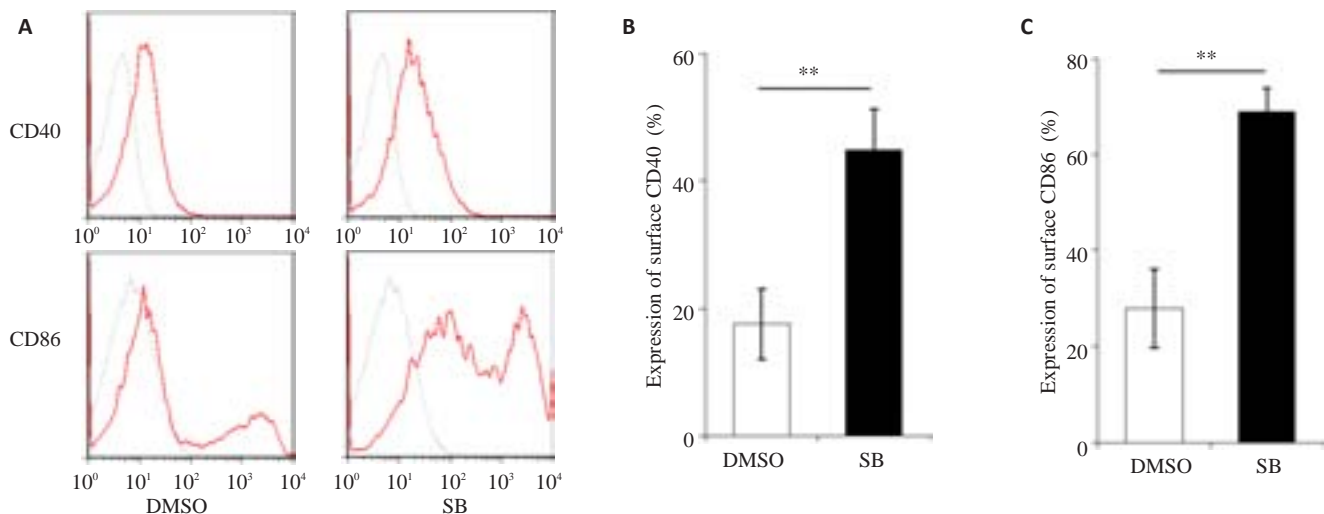 A
CD40
10⁰ 10¹ 10² 10³ 10⁴
10⁰ 10¹ 10² 10³ 10⁴
CD86
10⁰ 10¹ 10² 10³ 10⁴
DMSO
10⁰ 10¹ 10² 10³ 10⁴
SB
B
Expression of surface CD40 (%)
60
40
20
0
**
DMSO SB
C
Expression of surface CD86 (%)
80
60
40
20
0
**
DMSO SB